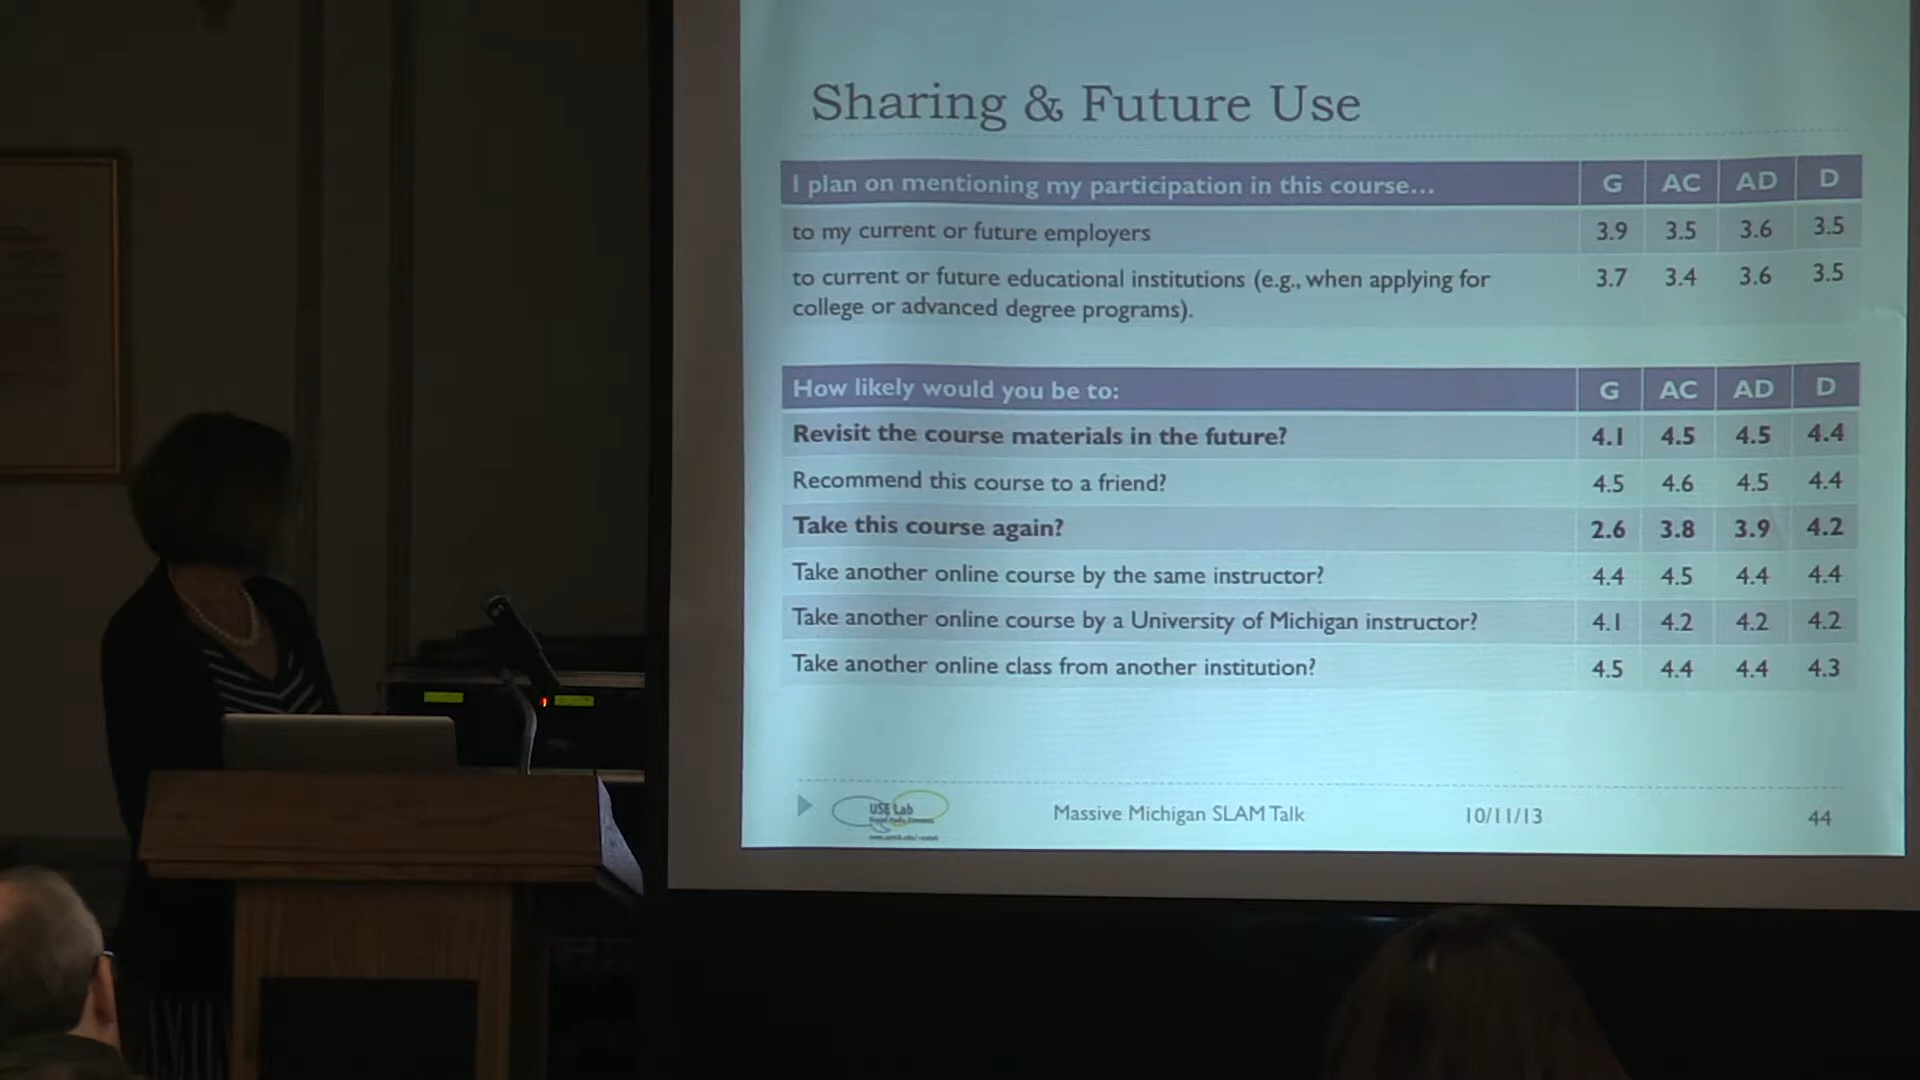 Sharing & Future Use
I plan on mentioning my participation in this course... G AC AD D
to my current or future employers 3.9 3.5 3.6 3.5
to current or future educational institutions (e.g., when applying for 3.7 3.4 3.6 3.5
college or advanced degree programs).
How likely would you be to: G AC AD D
Revisit the course materials in the future? 4.1 4.5 4.5 4.4
Recommend this course to a friend? 4.5 4.6 4.5 4.4
Take this course again? 2.6 3.8 3.9 4.2
Take another online course by the same instructor? 4.4 4.5 4.4 4.4
Take another online course by a University of Michigan instructor? 4.1 4.2 4.2 4.2
Take another online class from another institution? 4.5 4.4 4.4 4.3
USE Lab
Massive Michigan SLAM Talk 10/11/13 44